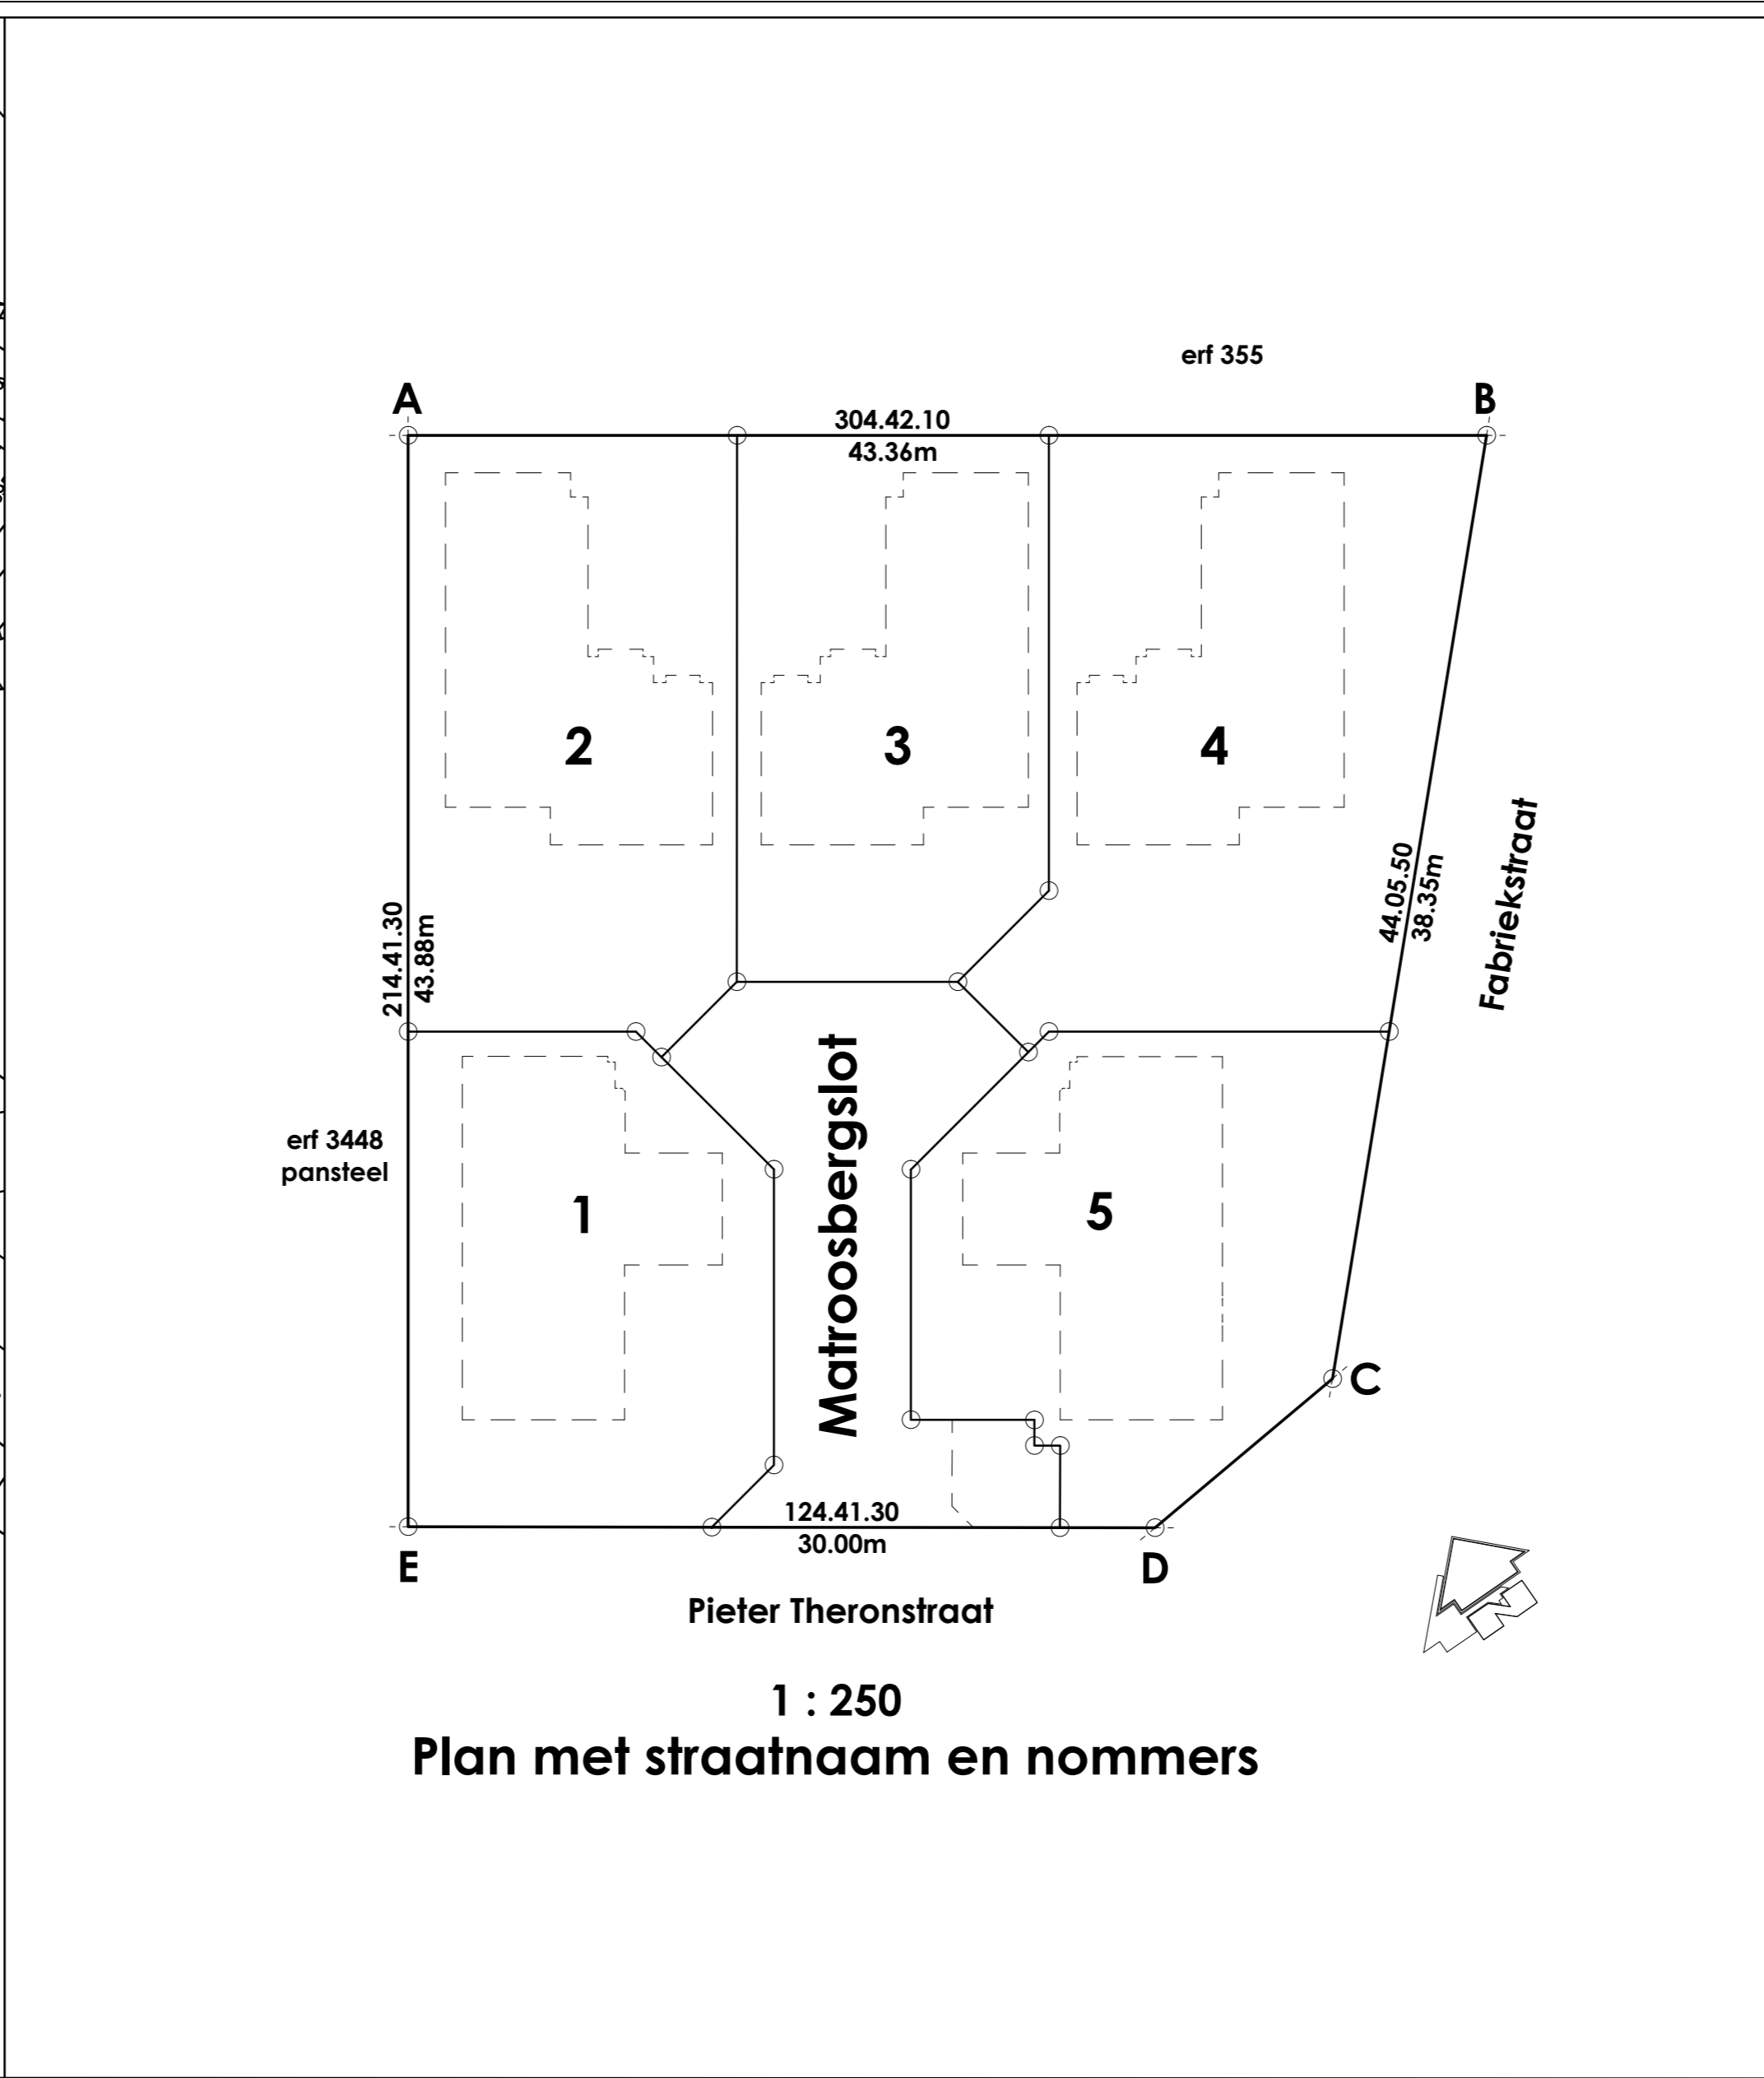 erf 355
A
B
304.42.10
43.36m
2
3
4
44.05.50
38.35m
Fabriekstraat
214.41.30
43.88m
erf 3448
pansteel
1
Matroosbergslot
5
C
124.41.30
30.00m
E
D
Pieter Theronstraat
N
1 : 250
Plan met straatnaam en nommers